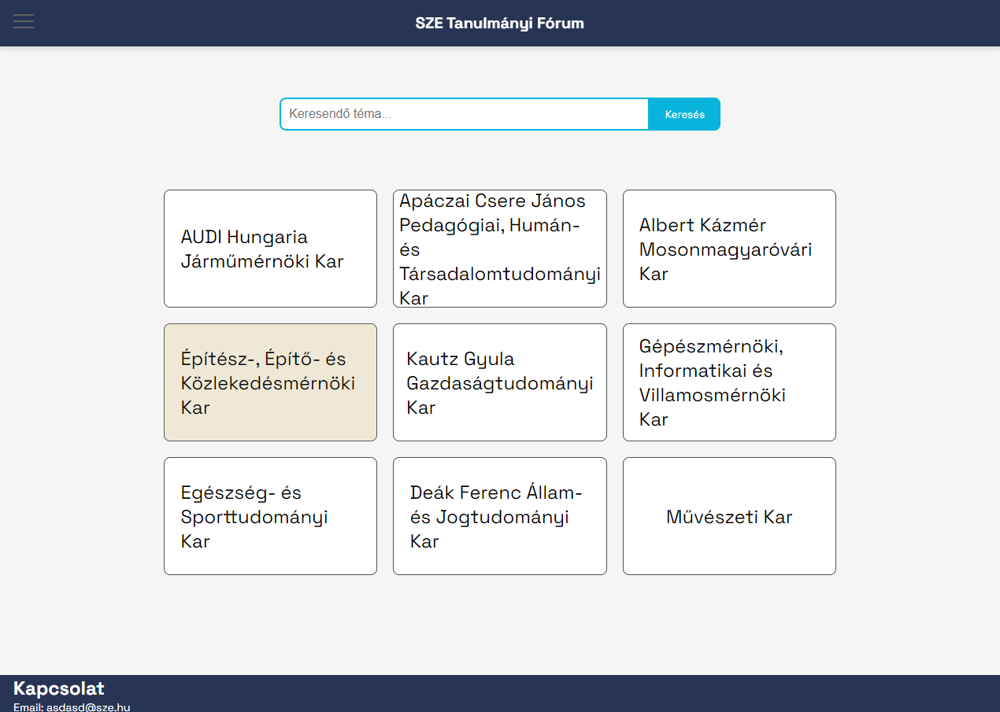 SZE Tanulmányi Fórum
Keresendő téma...
Keresés
AUDI Hungaria
Járműmérnöki Kar
Apáczai Csere János
Pedagógiai, Humán-
és
Társadalomtudományi
Kar
Albert Kázmér
Mosonmagyaróvári
Kar
Építész-, Építő- és
Közlekedésmérnöki
Kar
Kautz Gyula
Gazdaságtudományi
Kar
Gépészmérnöki,
Informatikai és
Villamosmérnöki
Kar
Egészség- és
Sporttudományi
Kar
Deák Ferenc Állam-
és Jogtudományi
Kar
Művészeti Kar
Kapcsolat
Email: asdasd@sze.hu